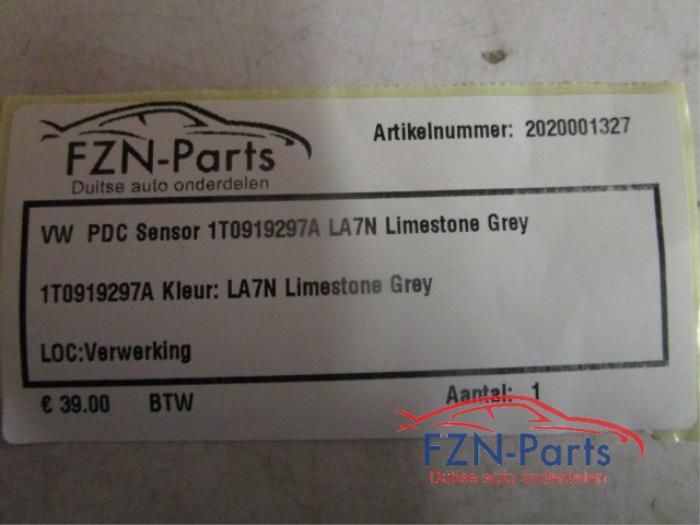 FZN-Parts
Duitse auto onderdelen
Artikelnummer: 2020001327
VW PDC Sensor 1T0919297A LA7N Limestone Grey
1T0919297A Kleur: LA7N Limestone Grey
LOC:Verwerking
€ 39.00 BTW Aantal: 1
FZN-Parts
Duitse auto onderdelen